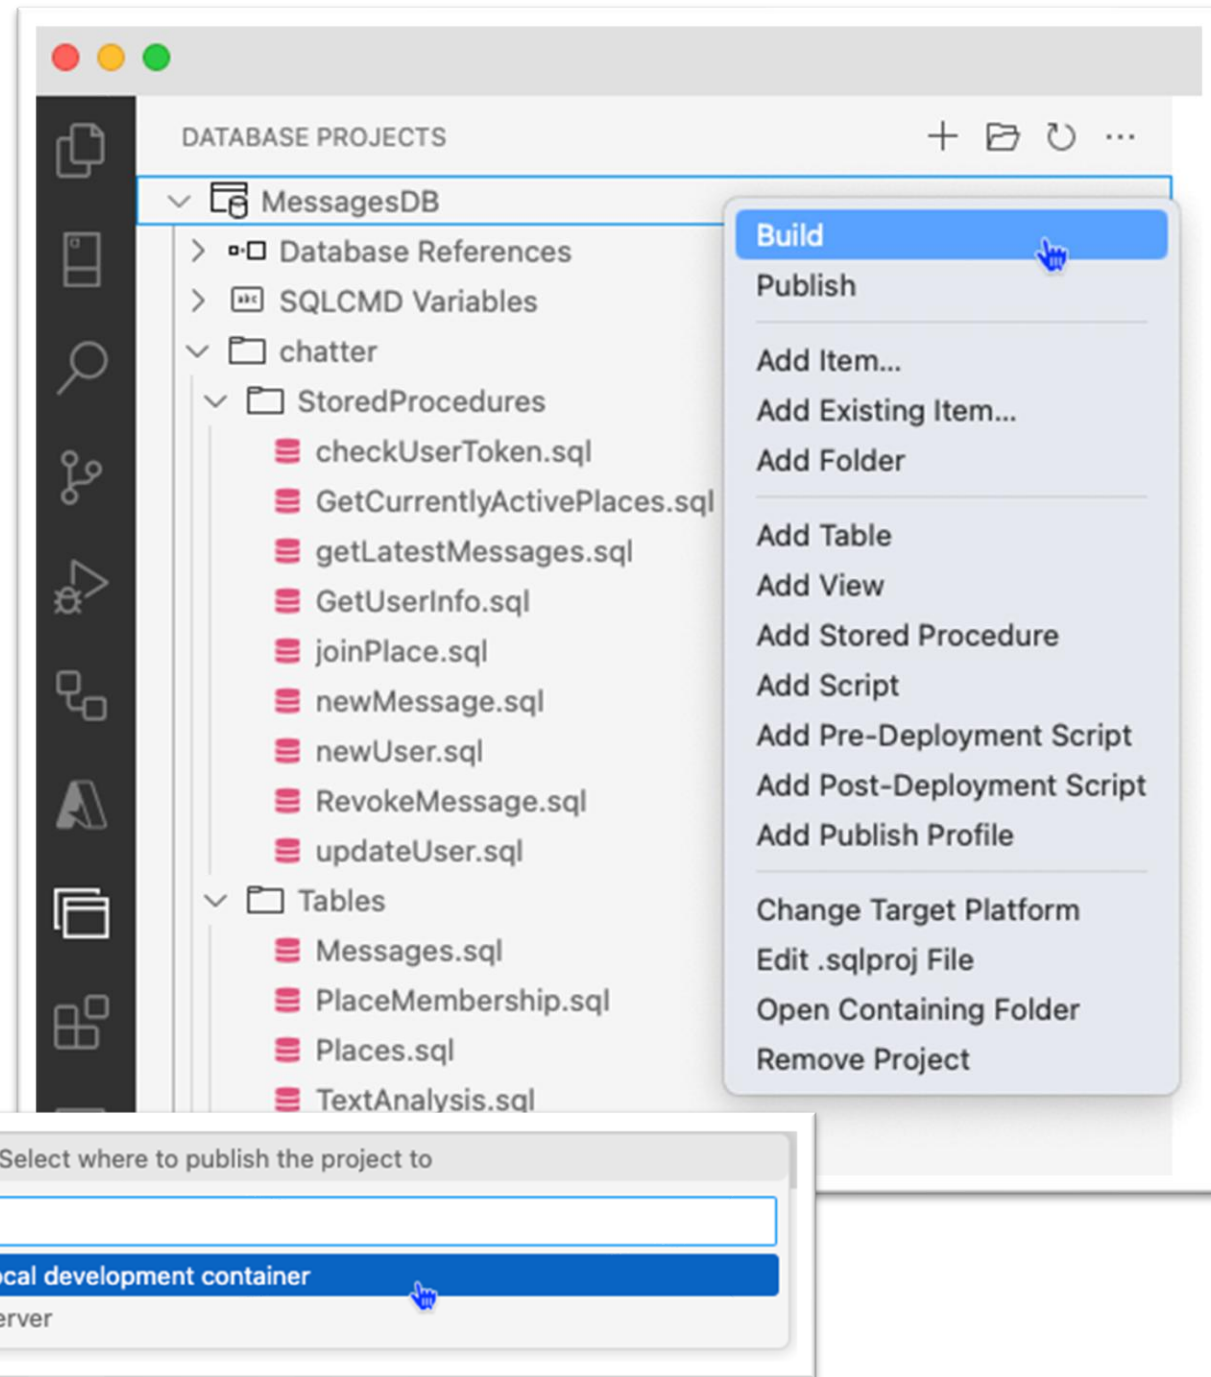 DATABASE PROJECTS
MessagesDB
Database References
SQLCMD Variables
chatter
StoredProcedures
checkUserToken.sql
GetCurrentlyActivePlaces.sql
getLatestMessages.sql
GetUserInfo.sql
joinPlace.sql
newMessage.sql
newUser.sql
RevokeMessage.sql
updateUser.sql
Tables
Messages.sql
PlaceMembership.sql
Places.sql
TextAnalysis.sql
Build
Publish
Add Item...
Add Existing Item...
Add Folder
Add Table
Add View
Add Stored Procedure
Add Script
Add Pre-Deployment Script
Add Post-Deployment Script
Add Publish Profile
Change Target Platform
Edit .sqlproj File
Open Containing Folder
Remove Project
Select where to publish the project to
development container